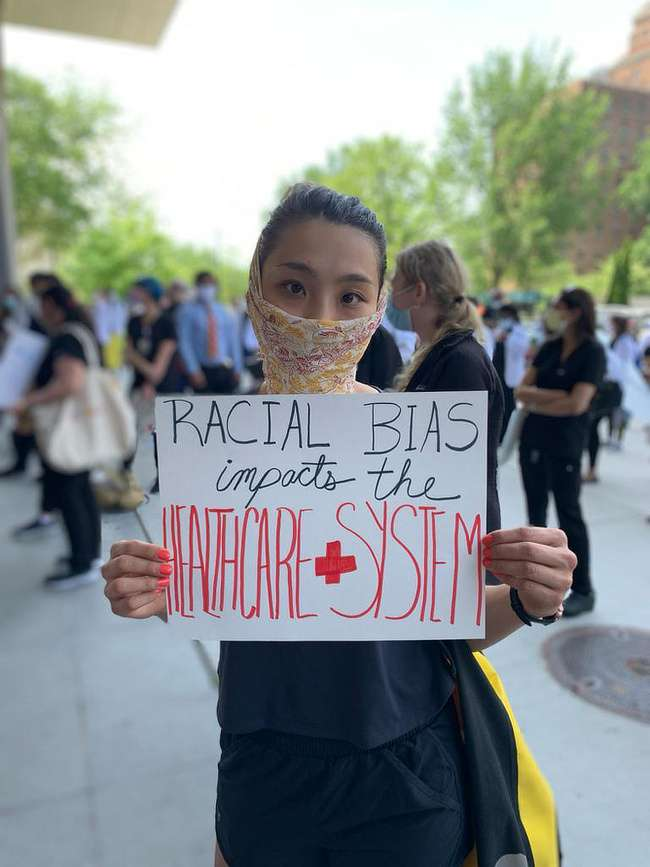 RACIAL BIAS
impacts the
HEALTHCARE SYSTEM